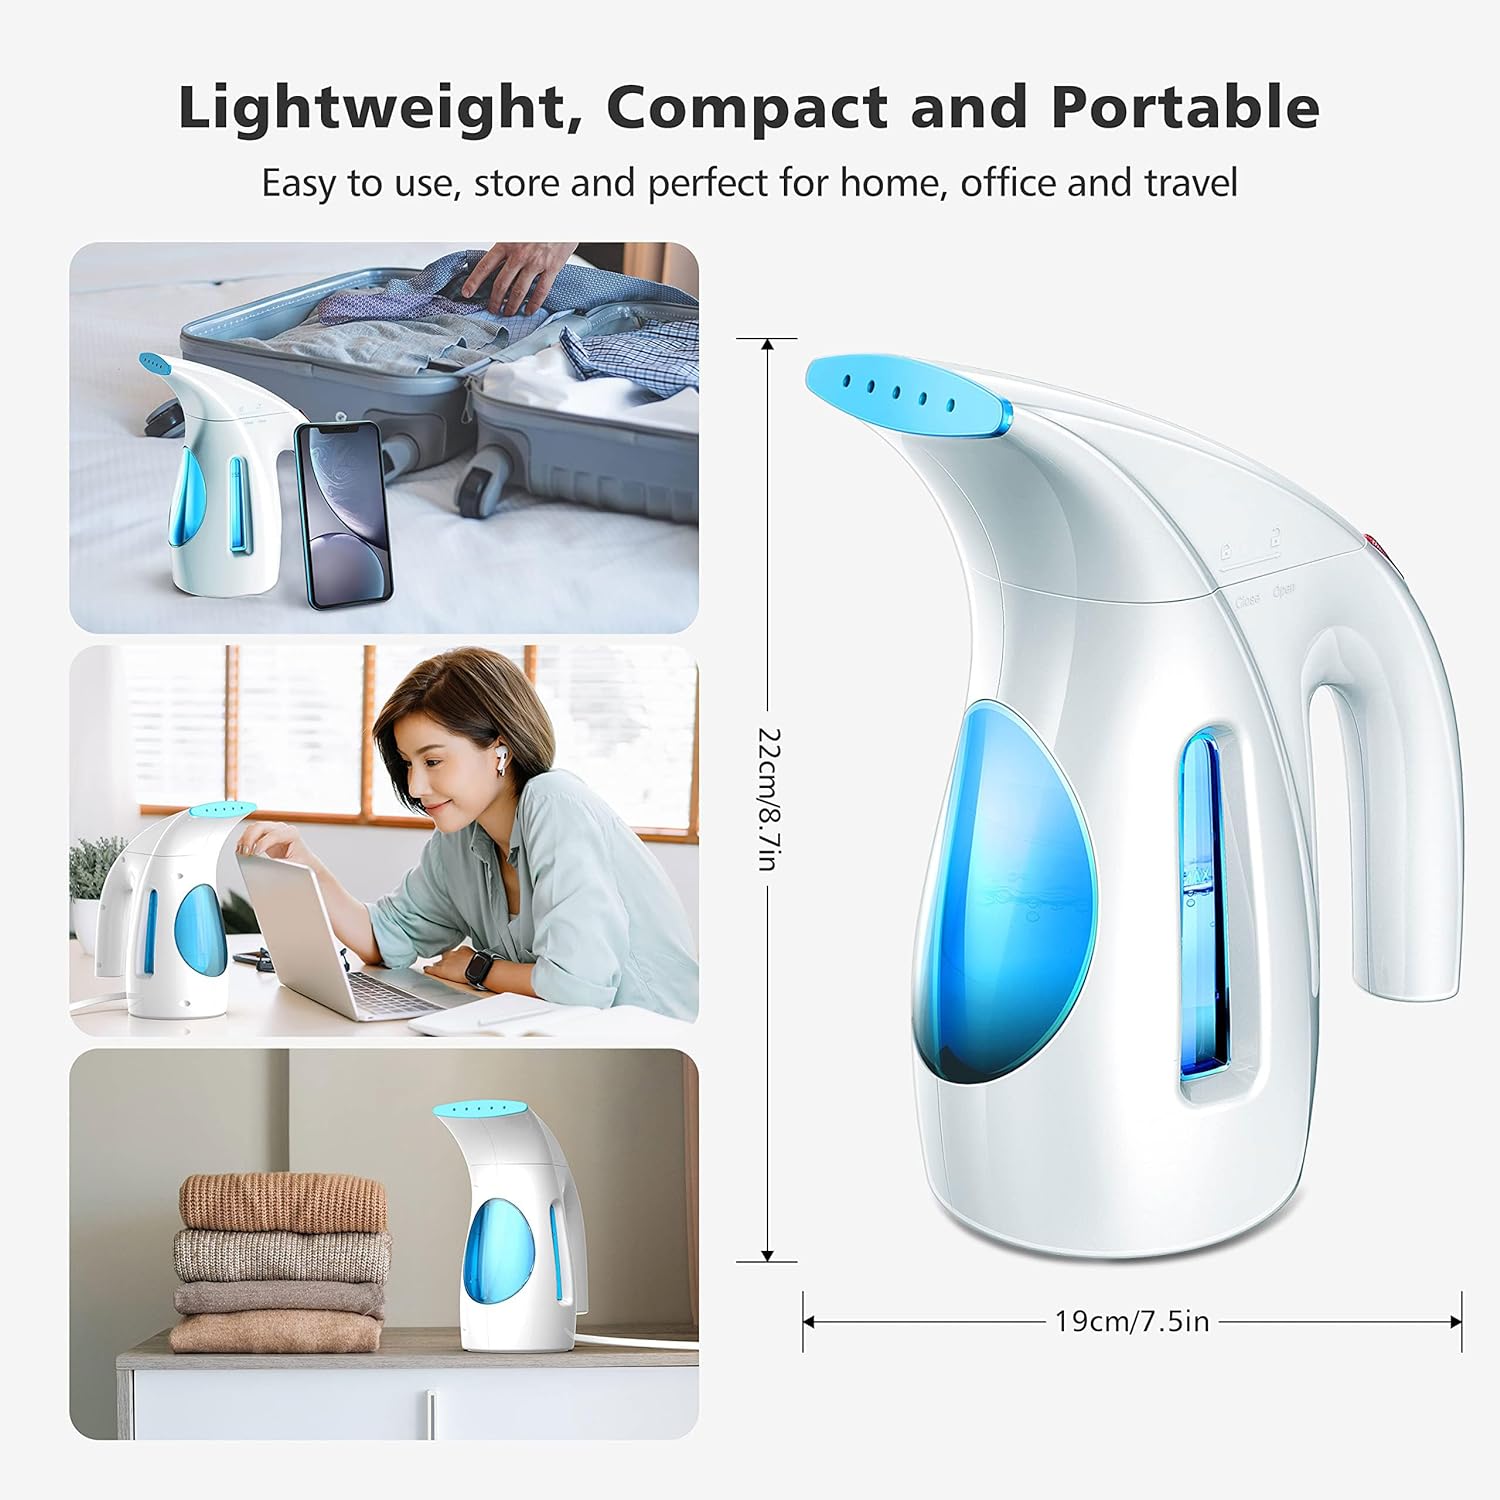 Lightweight, Compact and Portable
Easy to use, store and perfect for home, office and travel
Close Open
MAX
22cm/8.7in
19cm/7.5in